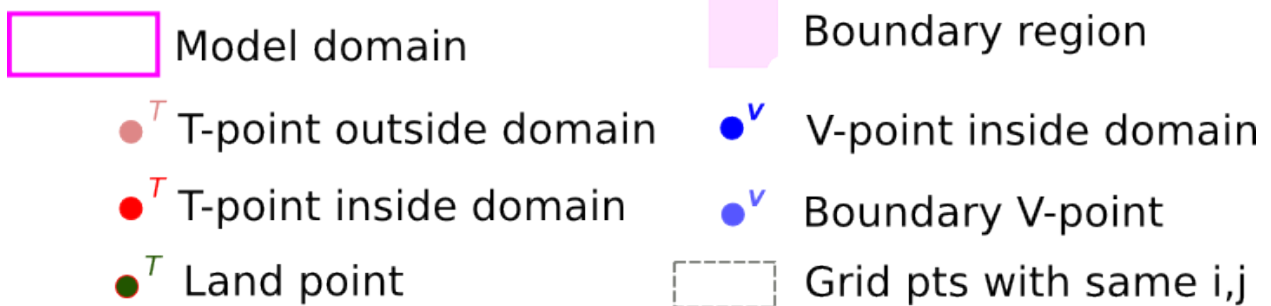 Model domain
Boundary region
T T-point outside domain
V V-point inside domain
T T-point inside domain
V Boundary V-point
T Land point
Grid pts with same i,j